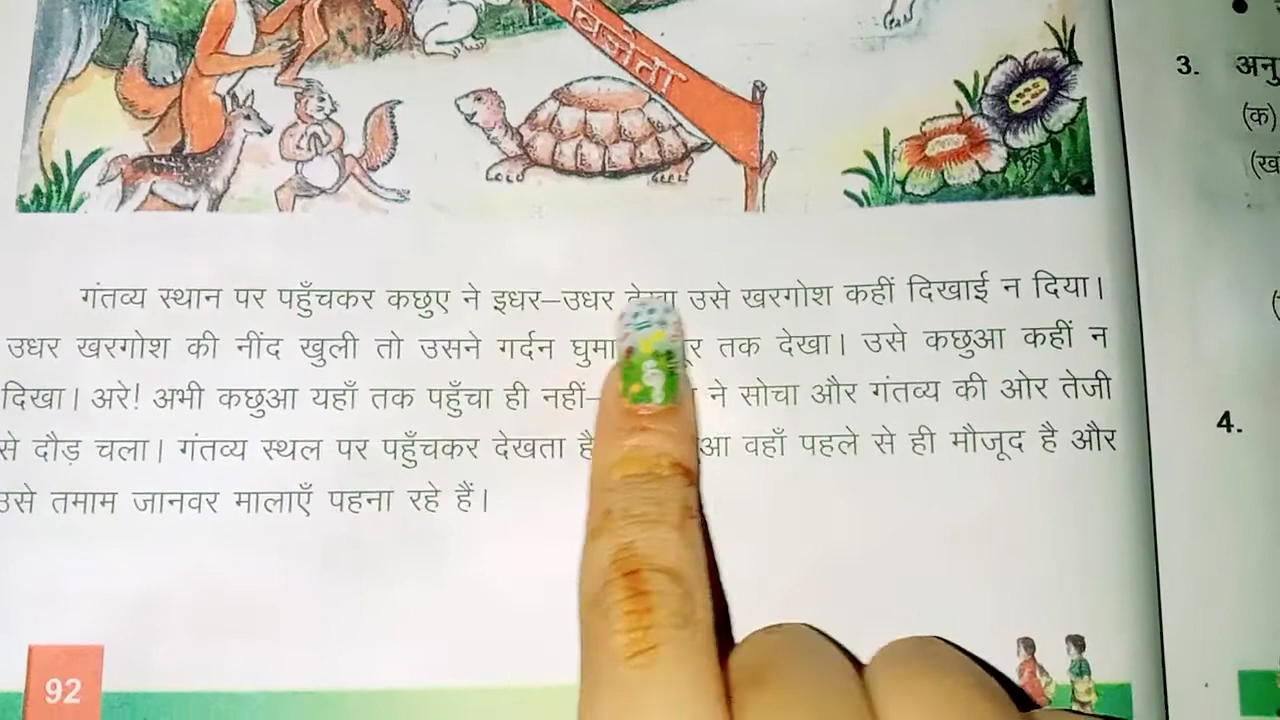 विजेता
गंतव्य स्थान पर पहुँचकर कछुए ने इधर–उधर देखा उसे खरगोश कहीं दिखाई न दिया।
उधर खरगोश की नींद खुली तो उसने गर्दन घुमा तक देखा। उसे कछुआ कहीं न
दिखा। अरे! अभी कछुआ यहाँ तक पहुँचा ही नहीं– ने सोचा और गंतव्य की ओर तेजी
से दौड़ चला। गंतव्य स्थल पर पहुँचकर देखता है वहाँ पहले से ही मौजूद है और
उसे तमाम जानवर मालाएँ पहना रहे हैं।
92
3. अनु
(क)
(ख
4.